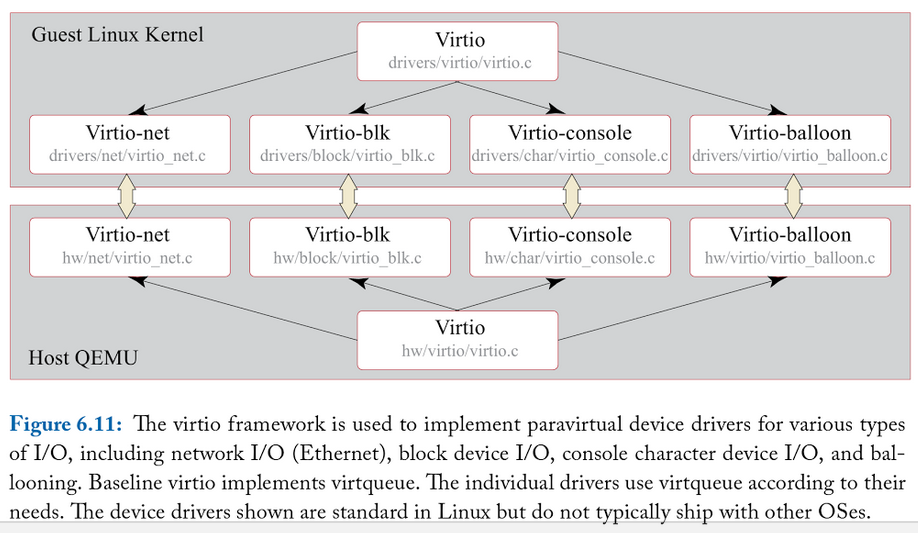 Guest Linux Kernel
Virtio
drivers/virtio/virtio.c
Virtio-net
drivers/net/virtio_net.c
Virtio-blk
drivers/block/virtio_blk.c
Virtio-console
drivers/char/virtio_console.c
Virtio-balloon
drivers/virtio/virtio_balloon.c
Virtio-net
hw/net/virtio_net.c
Virtio-blk
hw/block/virtio_blk.c
Virtio-console
hw/char/virtio_console.c
Virtio-balloon
hw/virtio/virtio_balloon.c
Virtio
hw/virtio/virtio.c
Host QEMU
Figure 6.11: The virtio framework is used to implement paravirtual device drivers for various types
of I/O, including network I/O (Ethernet), block device I/O, console character device I/O, and bal-
looning. Baseline virtio implements virtqueue. The individual drivers use virtqueue according to their
needs. The device drivers shown are standard in Linux but do not typically ship with other OSes.